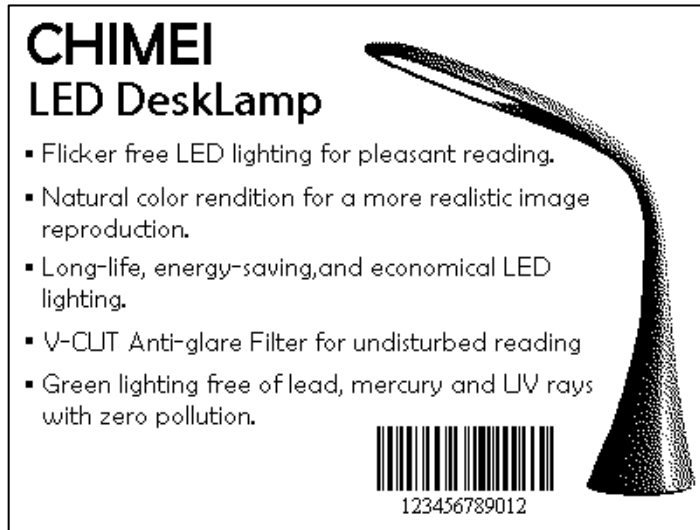 CHIMEI
LED DeskLamp
▪ Flicker free LED lighting for pleasant reading.
▪ Natural color rendition for a more realistic image
reproduction.
▪ Long-life, energy-saving,and economical LED
lighting.
▪ V-CUT Anti-glare Filter for undisturbed reading
▪ Green lighting free of lead, mercury and UV rays
with zero pollution.
123456789012